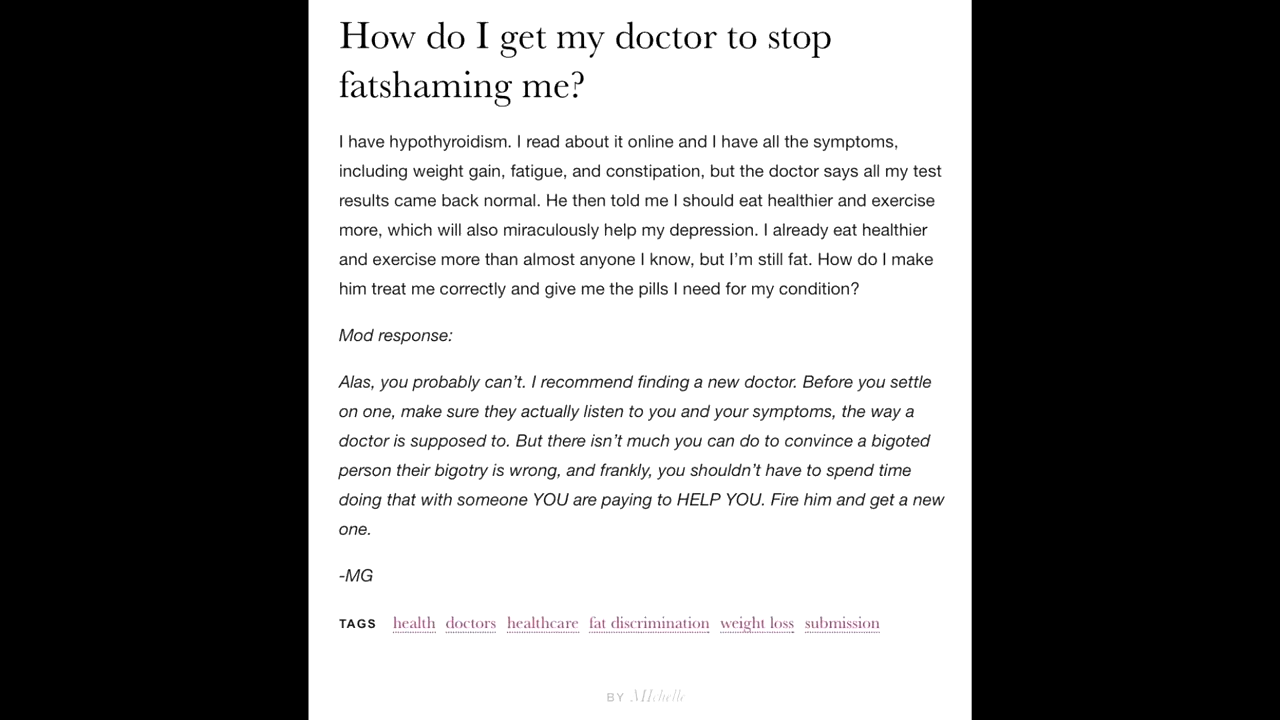 How do I get my doctor to stop
fatshaming me?
I have hypothyroidism. I read about it online and I have all the symptoms,
including weight gain, fatigue, and constipation, but the doctor says all my test
results came back normal. He then told me I should eat healthier and exercise
more, which will also miraculously help my depression. I already eat healthier
and exercise more than almost anyone I know, but I'm still fat. How do I make
him treat me correctly and give me the pills I need for my condition?
Mod response:
Alas, you probably can't. I recommend finding a new doctor. Before you settle
on one, make sure they actually listen to you and your symptoms, the way a
doctor is supposed to. But there isn't much you can do to convince a bigoted
person their bigotry is wrong, and frankly, you shouldn't have to spend time
doing that with someone YOU are paying to HELP YOU. Fire him and get a new
one.
-MG
TAGS health doctors healthcare fat discrimination weight loss submission
BY MIchelle